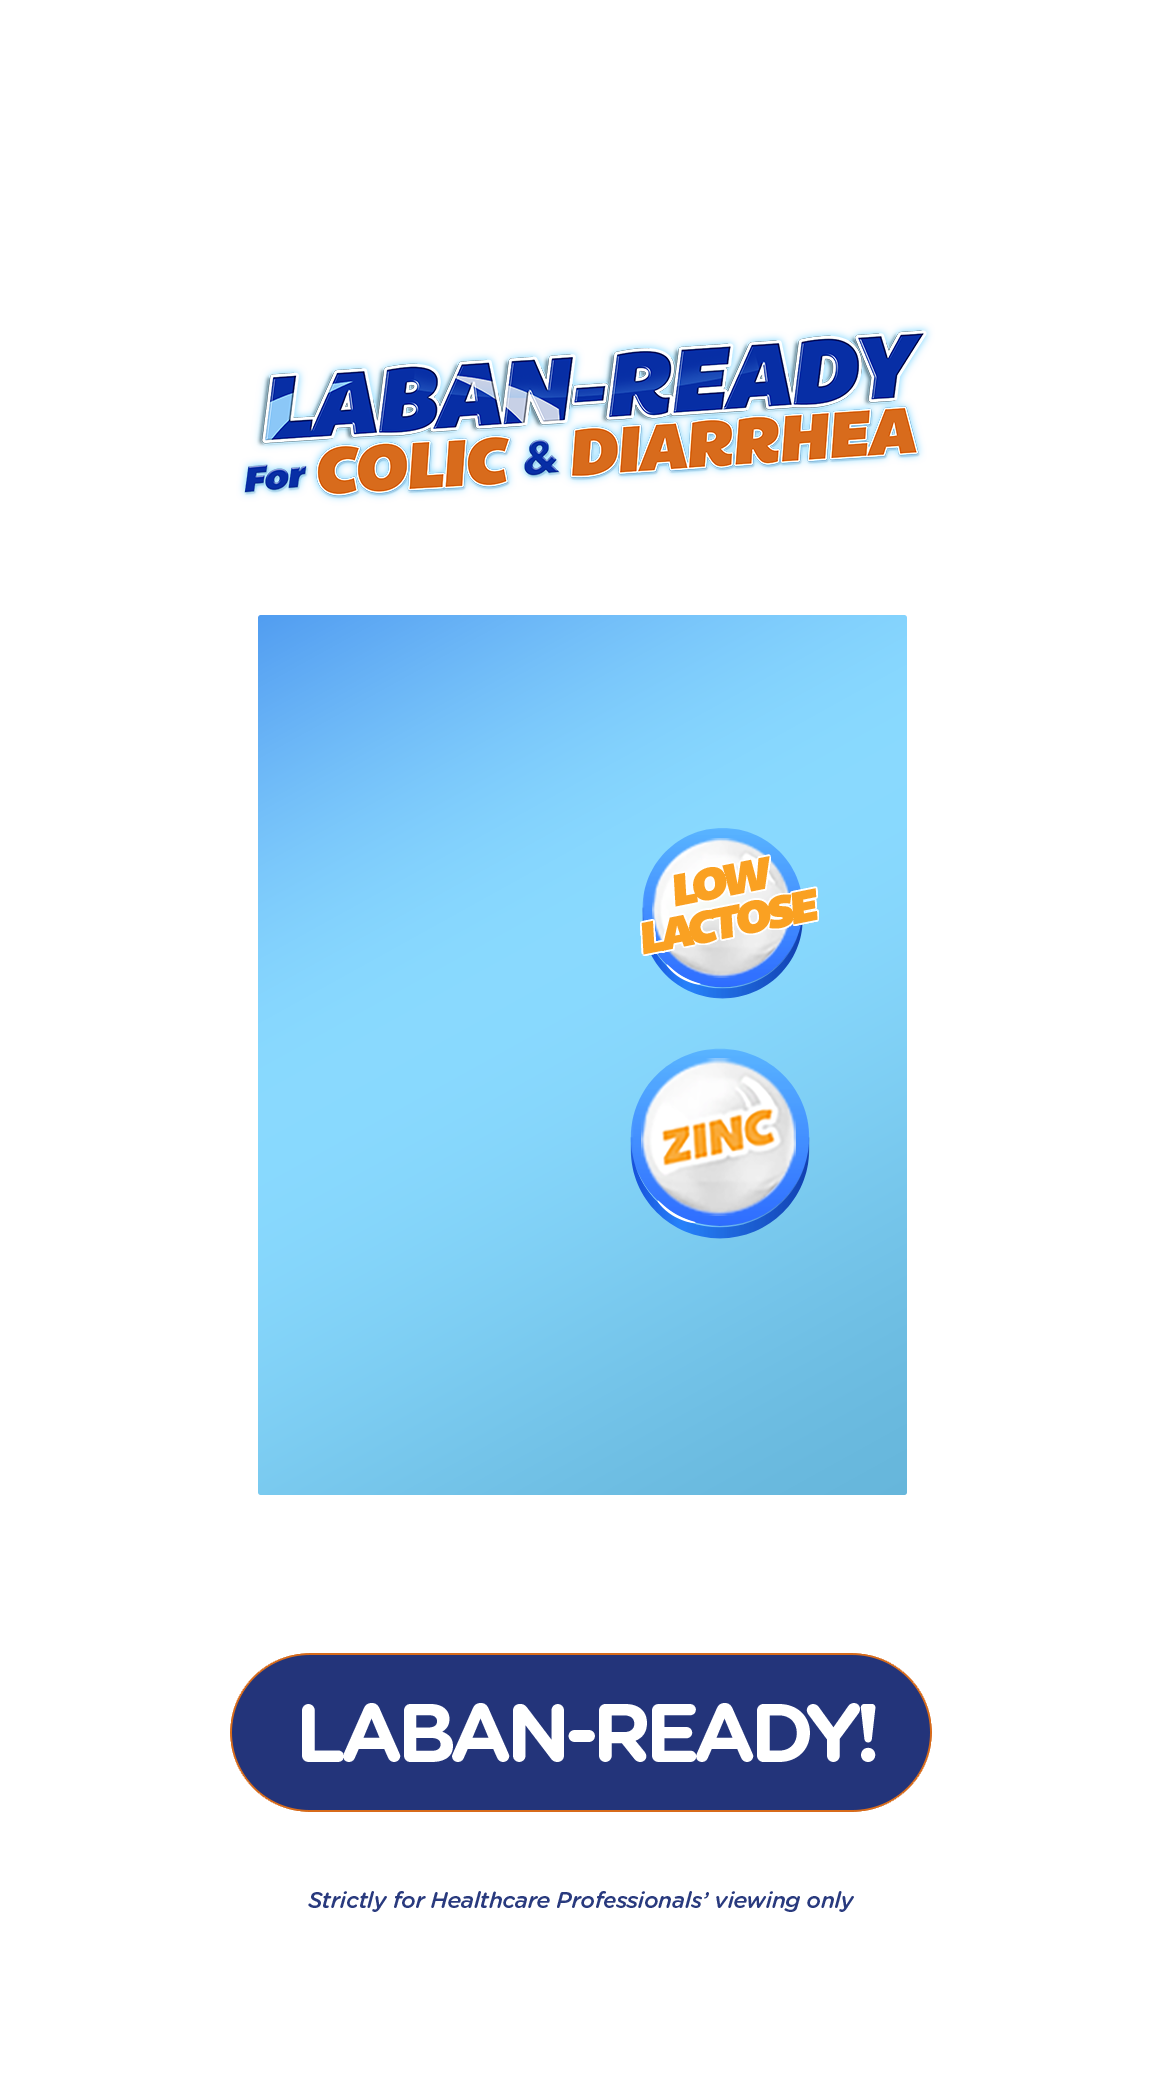 LABAN-READY
For COLIC & DIARRHEA
LOW
LACTOSE
ZINC
LABAN-READY!
Strictly for Healthcare Professionals’ viewing only